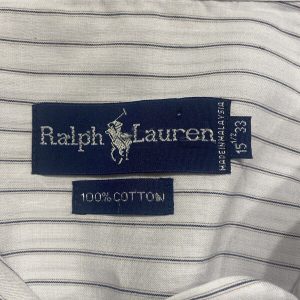 Ralph Lauren
MADE IN MALAYSIA
15 1/2 33
100% COTTON